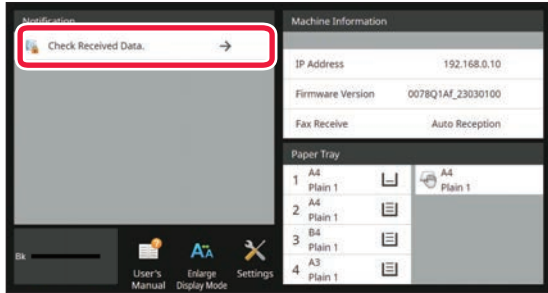 Notification
Check Received Data.
Machine Information
IP Address 192.168.0.10
Firmware Version 0078Q1Af_23030100
Fax Receive Auto Reception
Paper Tray
1 A4
Plain 1
2 A4
Plain 1
3 B4
Plain 1
4 A3
Plain 1
A4
Plain 1
Bk
User's
Manual
Enlarge
Display Mode
Settings